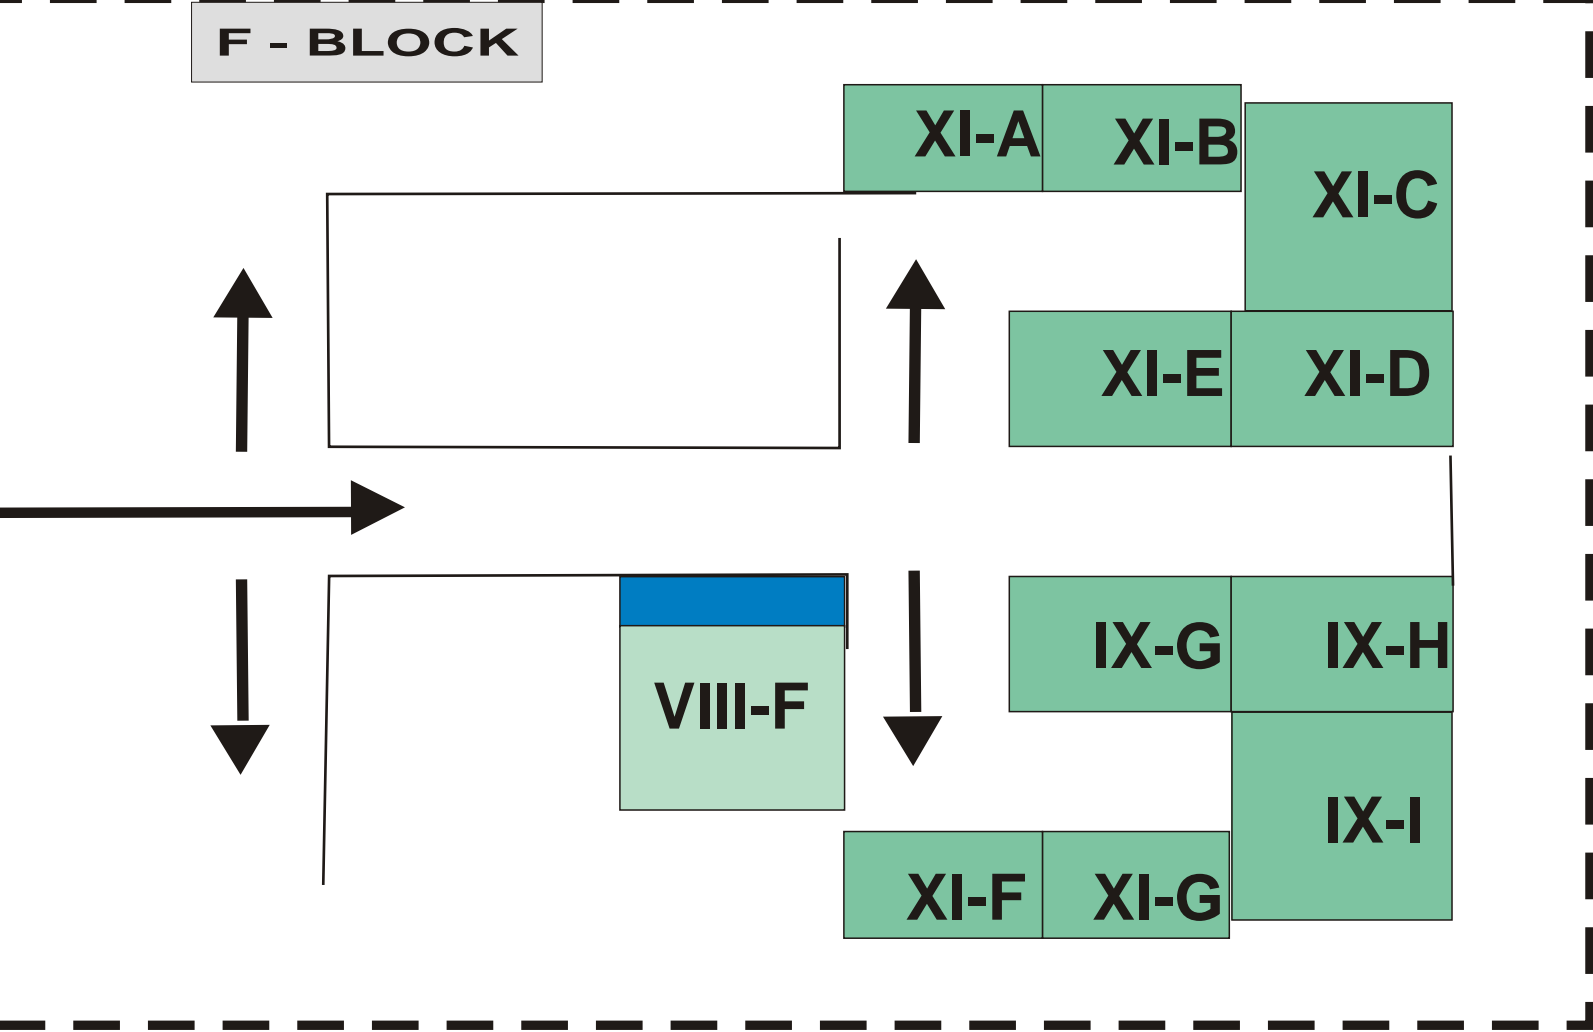 F - BLOCK
XI-A
XI-B
XI-C
XI-E
XI-D
IX-G
IX-H
VIII-F
IX-I
XI-F
XI-G